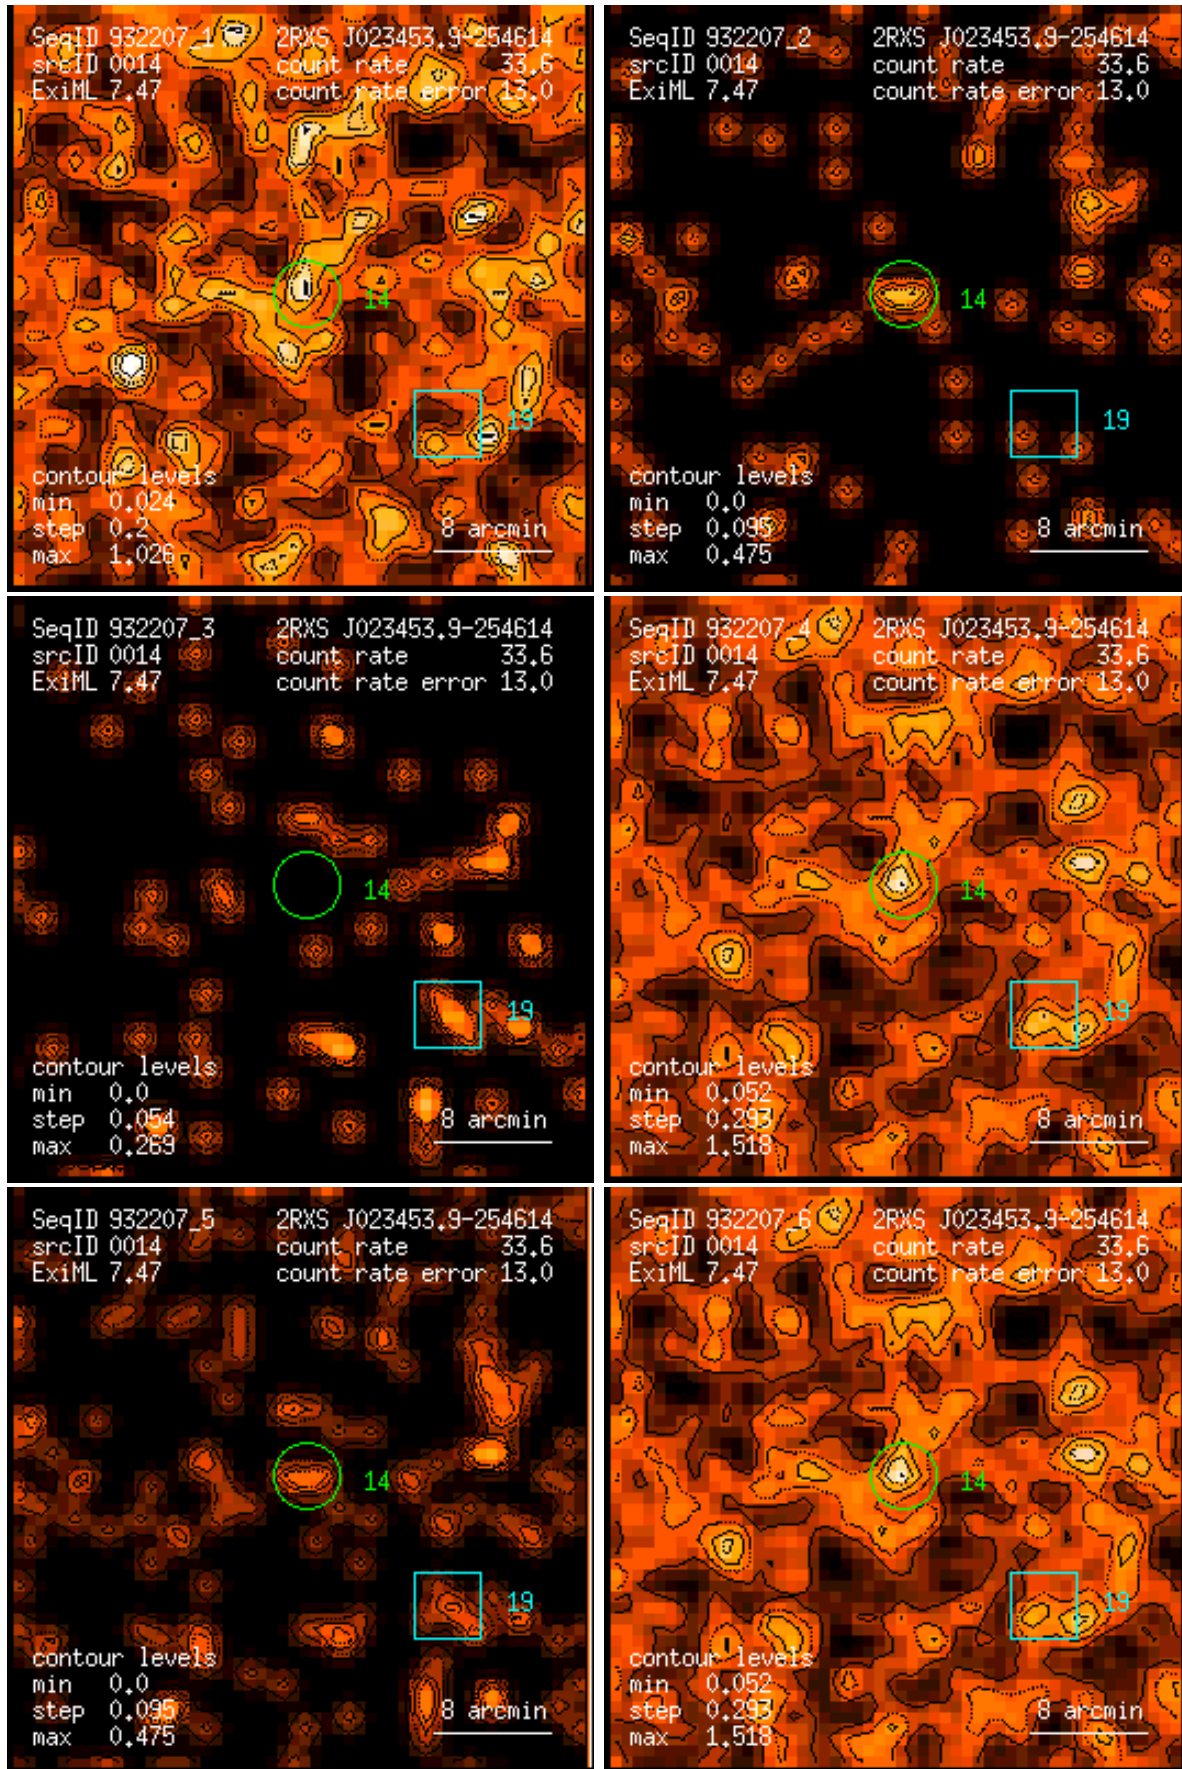 SeqID 932207_1 2RXS J023453.9-254614
srcID 0014 count rate 33.6
ExiML 7.47 count rate error 13.0
14
19
contour levels
min 0.024
step 0.2 8 arcmin
max 1.026
SeqID 932207_2 2RXS J023453.9-254614
srcID 0014 count rate 33.6
ExiML 7.47 count rate error 13.0
14
19
contour levels
min 0.0
step 0.095 8 arcmin
max 0.475
SeqID 932207_3 2RXS J023453.9-254614
srcID 0014 count rate 33.6
ExiML 7.47 count rate error 13.0
14
19
contour levels
min 0.0
step 0.054 8 arcmin
max 0.269
SeqID 932207_4 2RXS J023453.9-254614
srcID 0014 count rate 33.6
ExiML 7.47 count rate error 13.0
14
19
contour levels
min 0.052
step 0.293 8 arcmin
max 1.518
SeqID 932207_5 2RXS J023453.9-254614
srcID 0014 count rate 33.6
ExiML 7.47 count rate error 13.0
14
19
contour levels
min 0.0
step 0.095 8 arcmin
max 0.475
SeqID 932207_6 2RXS J023453.9-254614
srcID 0014 count rate 33.6
ExiML 7.47 count rate error 13.0
14
19
contour levels
min 0.052
step 0.293 8 arcmin
max 1.518